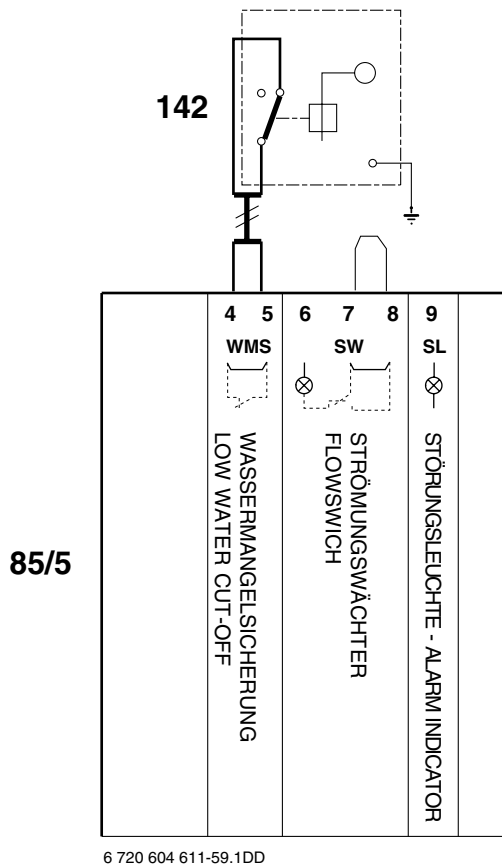 142
4 5 6 7 8 9
WMS SW SL
WASSERMANGELSICHERUNG
LOW WATER CUT-OFF
STRÖMUNGSWÄCHTER
FLOWSWICH
STÖRUNGSLEUCHTE - ALARM INDICATOR
85/5
6 720 604 611-59.1DD